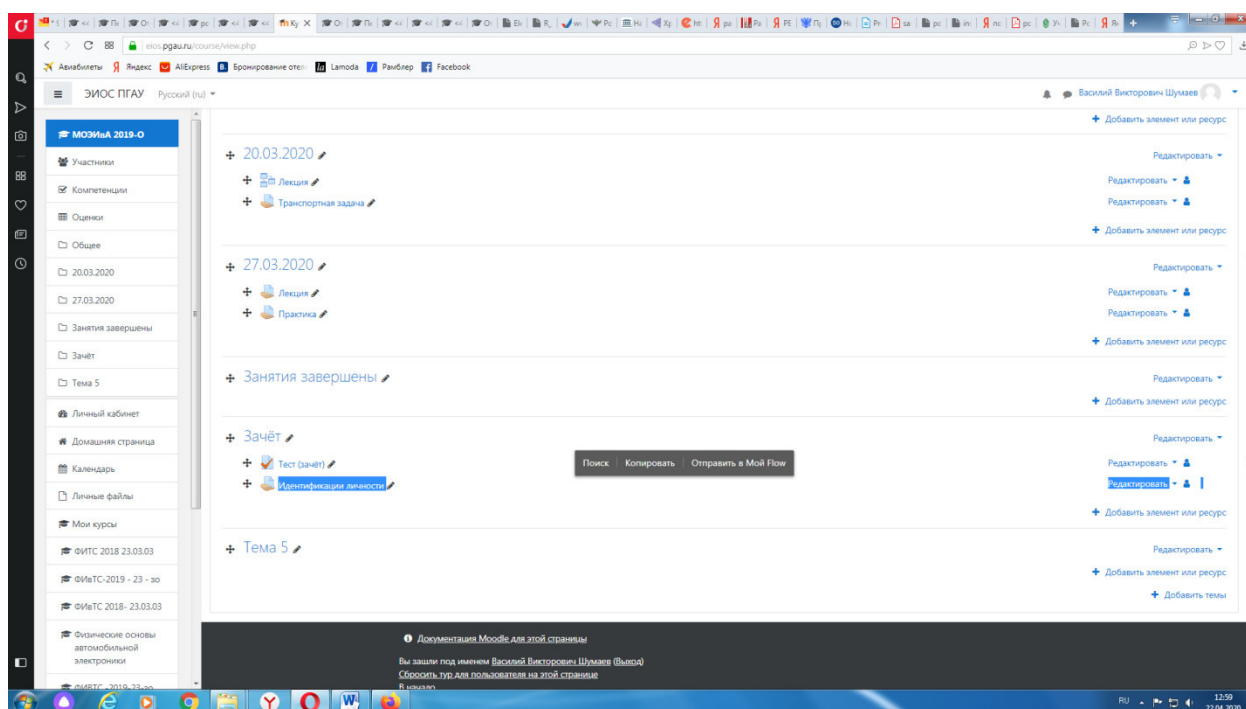 eios.pgau.ru/course/view.php
Авиабилеты Яндекс AliExpress Бронирование отел Lamoda Рамблер Facebook
ЭИОС ПГАУ Русский (ru)
Василий Викторович Шумаев
Добавить элемент или ресурс
МОЭИвА 2019-О
Участники
Компетенции
Оценки
Общее
20.03.2020
27.03.2020
Занятия завершены
Зачёт
Тема 5
Личный кабинет
Домашняя страница
Календарь
Личные файлы
Мои курсы
ФИТС 2018 23.03.03
ФИвТС-2019 - 23 - зо
ФИвТС 2018- 23.03.03
Физические основы
автомобильной
электроники
20.03.2020 Редактировать
Лекция Редактировать
Транспортная задача Редактировать
Добавить элемент или ресурс
27.03.2020 Редактировать
Лекция Редактировать
Практика Редактировать
Добавить элемент или ресурс
Занятия завершены Редактировать
Добавить элемент или ресурс
Зачёт Редактировать
Тест (зачёт) Редактировать
Поиск Копировать Отправить в Мой Flow
Идентификации личности Редактировать
Добавить элемент или ресурс
Тема 5 Редактировать
Добавить элемент или ресурс
Добавить темы
Документация Moodle для этой страницы
Вы зашли под именем Василий Викторович Шумаев (Выход)
Сбросить тур для пользователя на этой странице
В начало
RU 12:59
22.04.2020